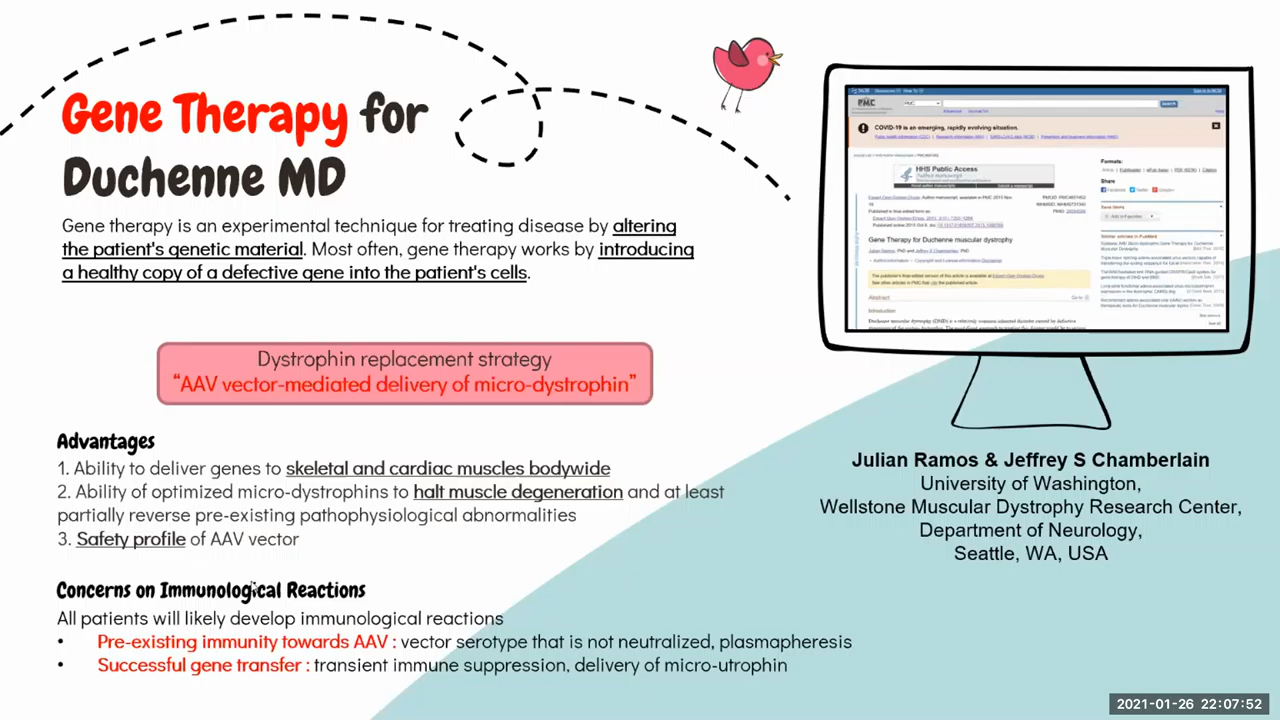 Gene Therapy for
Duchenne MD
Gene therapy is an experimental technique for treating disease by altering
the patient's genetic material. Most often, gene therapy works by introducing
a healthy copy of a defective gene into the patient's cells.
Dystrophin replacement strategy
“AAV vector-mediated delivery of micro-dystrophin”
Advantages
1. Ability to deliver genes to skeletal and cardiac muscles bodywide
2. Ability of optimized micro-dystrophins to halt muscle degeneration and at least
partially reverse pre-existing pathophysiological abnormalities
3. Safety profile of AAV vector
Concerns on Immunological Reactions
All patients will likely develop immunological reactions
• Pre-existing immunity towards AAV : vector serotype that is not neutralized, plasmapheresis
• Successful gene transfer : transient immune suppression, delivery of micro-utrophin
PMC
COVID-19 is an emerging, rapidly evolving situation.
HHS Public Access
Gene Therapy for Duchenne muscular dystrophy
Abstract
Introduction
Formats:
Share
Julian Ramos & Jeffrey S Chamberlain
University of Washington,
Wellstone Muscular Dystrophy Research Center,
Department of Neurology,
Seattle, WA, USA
2021-01-26 22:07:52